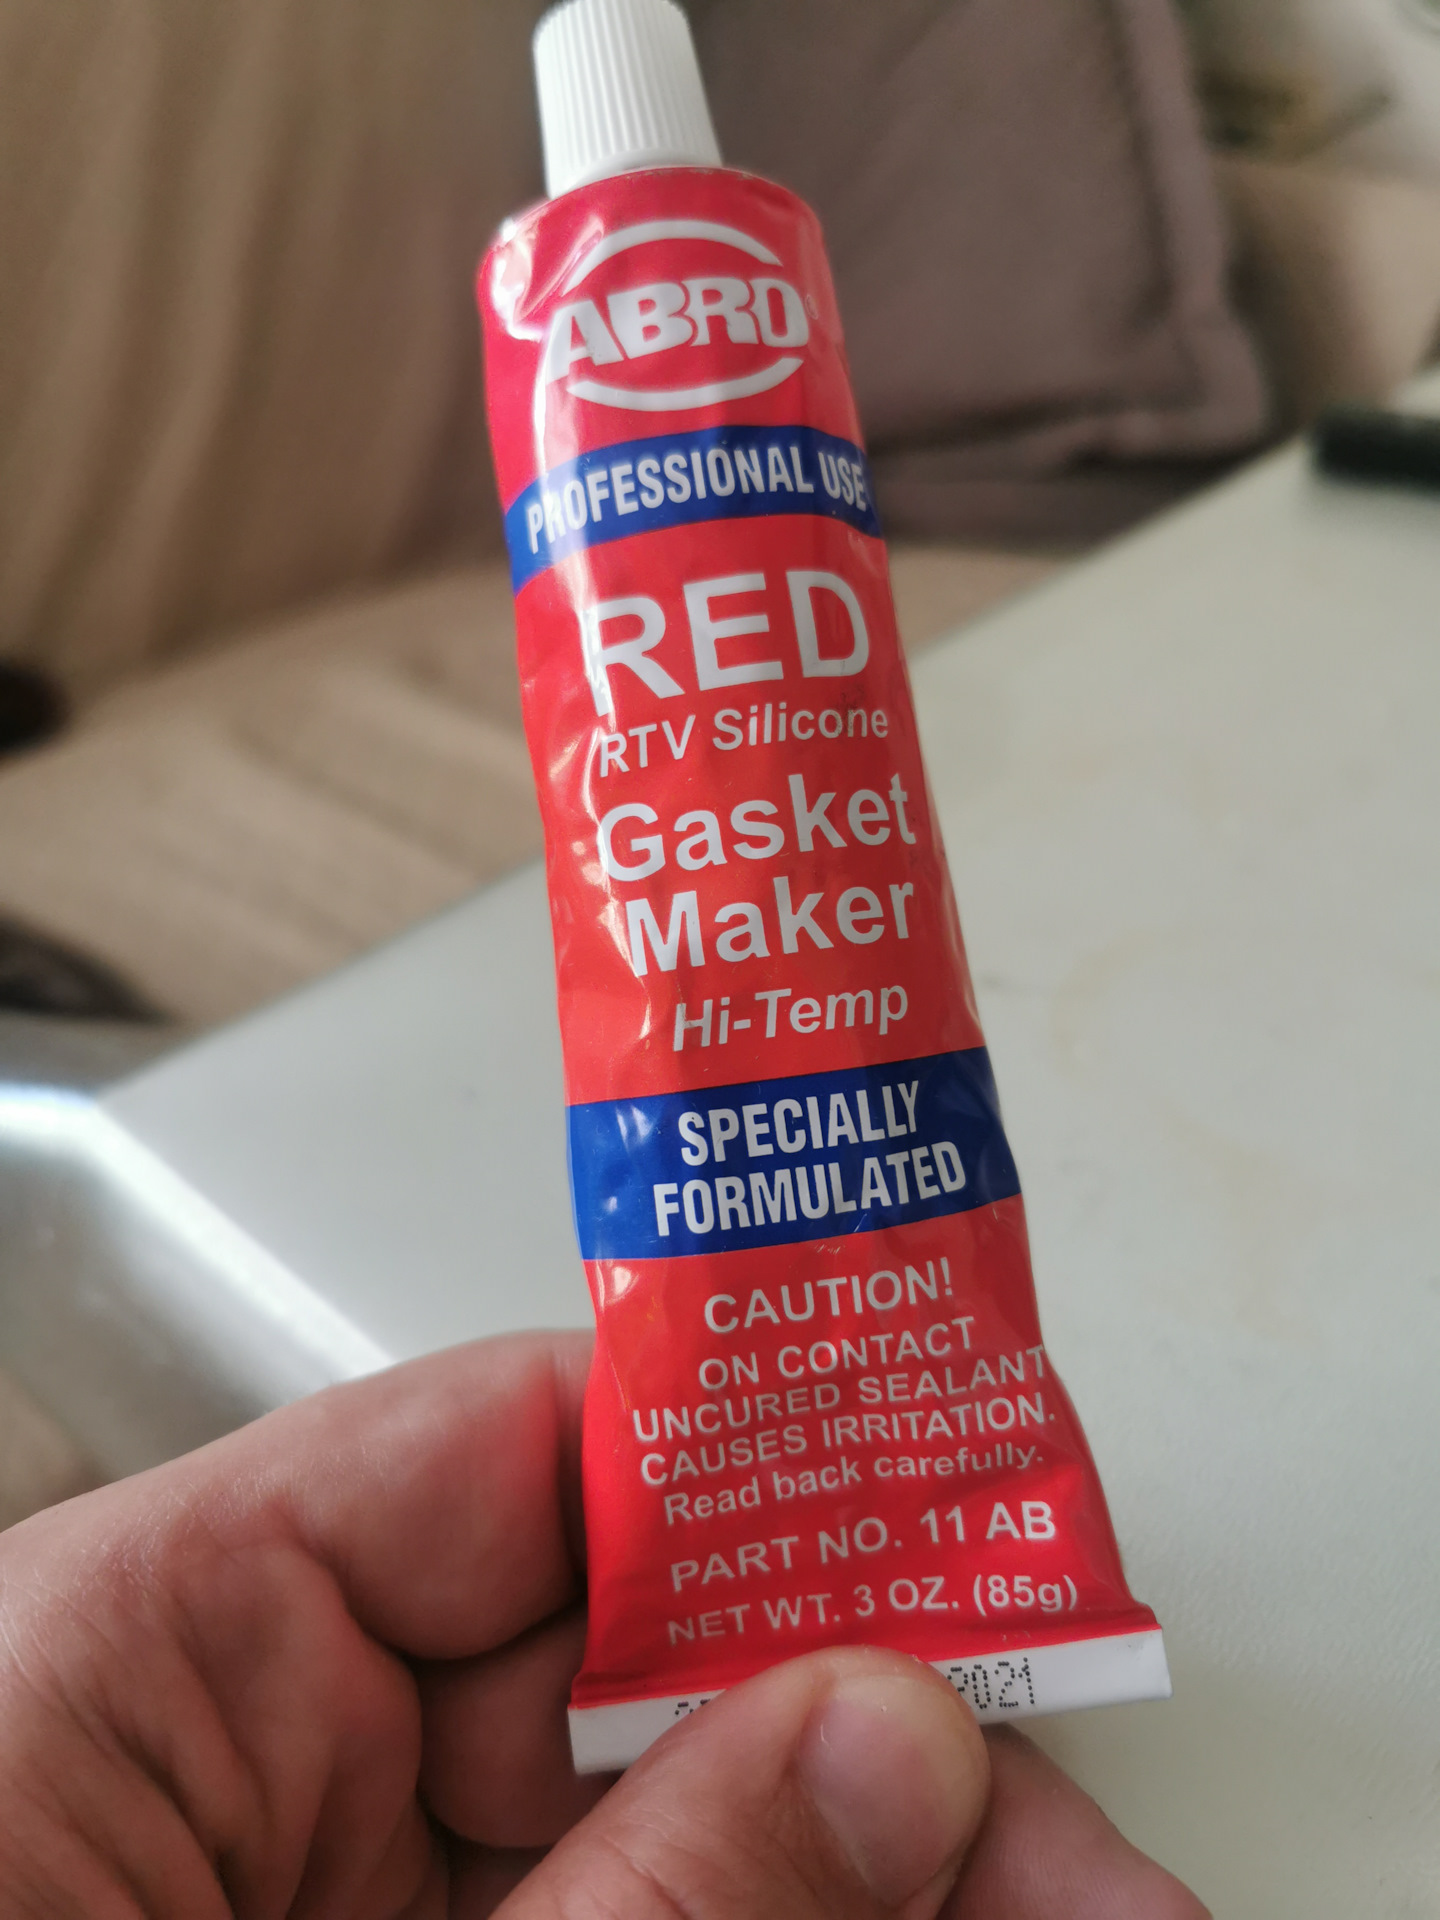 ABRO®
PROFESSIONAL USE
RED
RTV Silicone
Gasket
Maker
Hi-Temp
SPECIALLY
FORMULATED
CAUTION!
ON CONTACT
UNCURED SEALANT
CAUSES IRRITATION.
Read back carefully.
PART NO. 11 AB
NET WT. 3 OZ. (85g)
2021